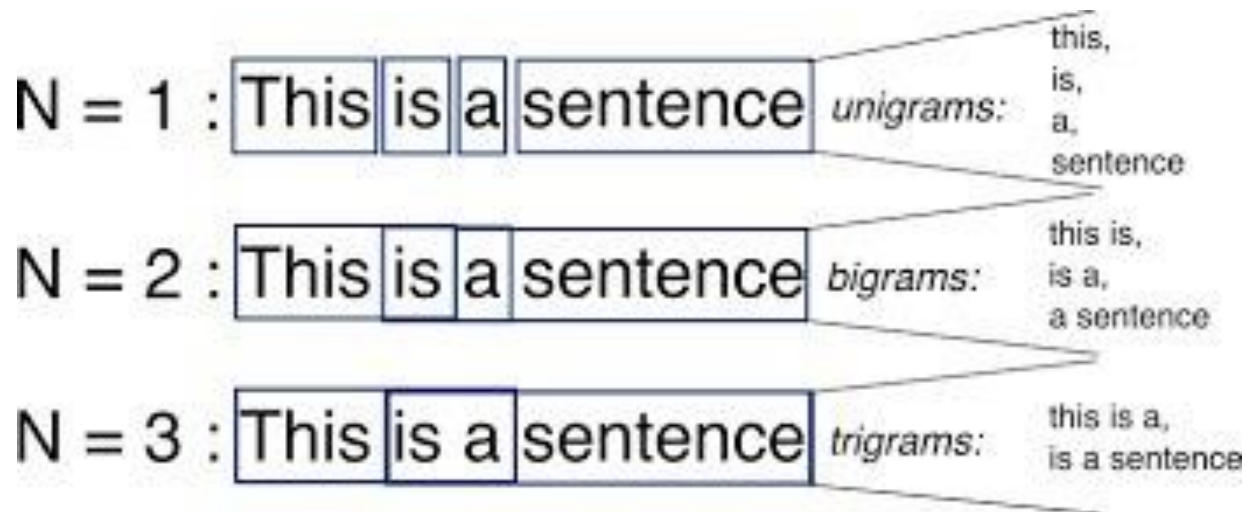 N = 1 : This is a sentence unigrams:
this,
is,
a,
sentence
N = 2 : This is a sentence bigrams:
this is,
is a,
a sentence
N = 3 : This is a sentence trigrams:
this is a,
is a sentence